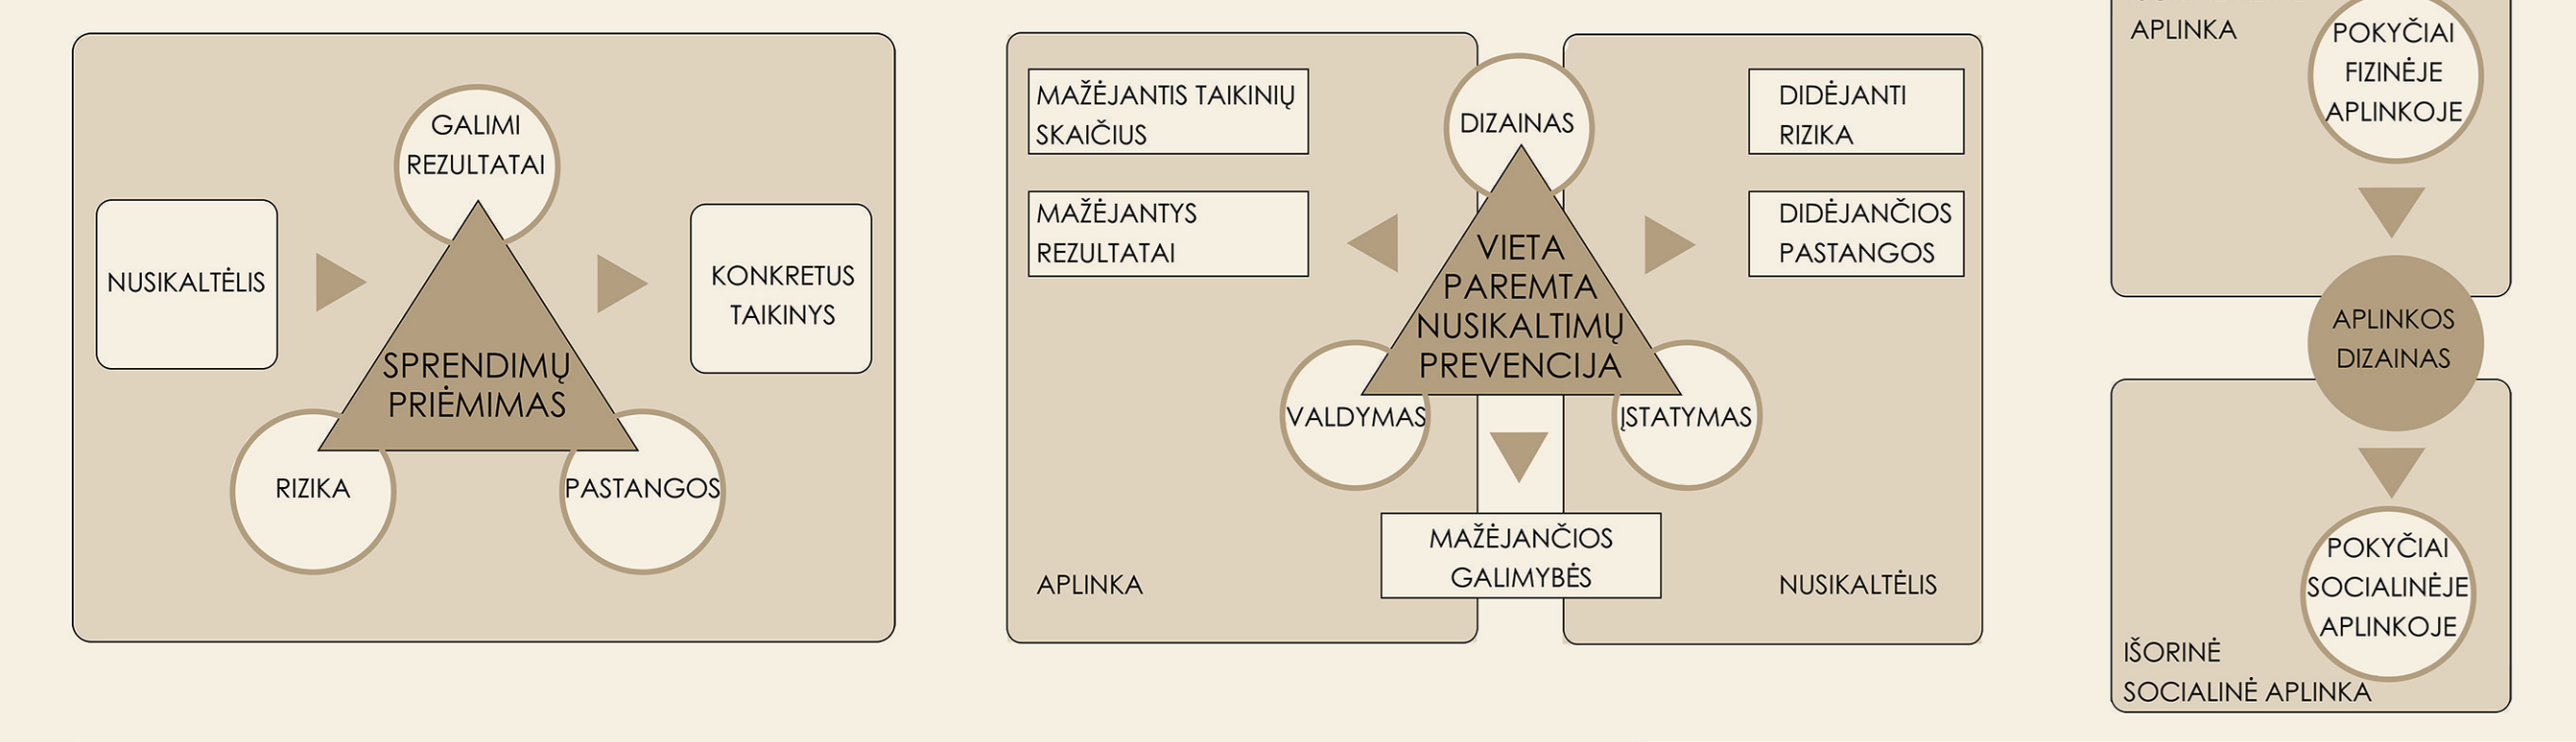 GALIMI
REZULTATAI
NUSIKALTĖLIS
KONKRETUS
TAIKINYS
SPRENDIMŲ
PRIĖMIMAS
RIZIKA
PASTANGOS
MAŽĖJANTIS TAIKINIŲ
SKAIČIUS
MAŽĖJANTYS
REZULTATAI
DIZAINAS
DIDĖJANTI
RIZIKA
DIDĖJANČIOS
PASTANGOS
VIETA
PAREMTA
NUSIKALTIMŲ
PREVENCIJA
VALDYMAS
ĮSTATYMAS
MAŽĖJANČIOS
GALIMYBĖS
APLINKA
NUSIKALTĖLIS
APLINKA
POKYČIAI
FIZINĖJE
APLINKOJE
APLINKOS
DIZAINAS
POKYČIAI
SOCIALINĖJE
APLINKOJE
IŠORINĖ
SOCIALINĖ APLINKA